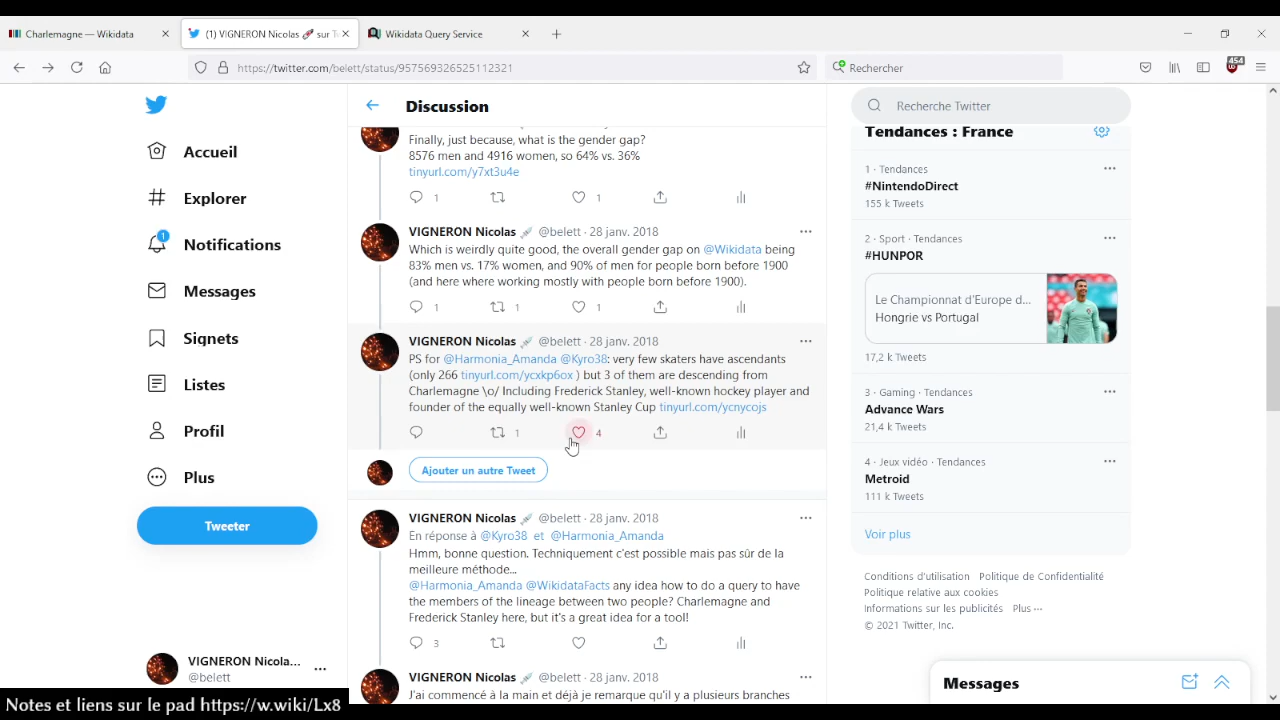 Charlemagne — Wikidata
(1) VIGNERON Nicolas 🚀 sur T
Wikidata Query Service
https://twitter.com/belett/status/957569326525112321
Rechercher
454
Accueil
Explorer
1
Notifications
Messages
Signets
Listes
Profil
Plus
Tweeter
VIGNERON Nicola...
@belett
Discussion
Finally, just because, what is the gender gap?
8576 men and 4916 women, so 64% vs. 36%
tinyurl.com/y7xt3u4e
1 1
VIGNERON Nicolas @belett · 28 janv. 2018
Which is weirdly quite good, the overall gender gap on @Wikidata being
83% men vs. 17% women, and 90% of men for people born before 1900
(and here where working mostly with people born before 1900).
1 1 1
VIGNERON Nicolas @belett · 28 janv. 2018
PS for @Harmonia_Amanda @Kyro38: very few skaters have ascendants
(only 266 tinyurl.com/ycxkp6ox ) but 3 of them are descending from
Charlemagne \o/ Including Frederick Stanley, well-known hockey player and
founder of the equally well-known Stanley Cup tinyurl.com/ycnycojs
1 4
Ajouter un autre Tweet
VIGNERON Nicolas @belett · 28 janv. 2018
En réponse à @Kyro38 et @Harmonia_Amanda
Hmm, bonne question. Techniquement c'est possible mais pas sûr de la
meilleure méthode...
@Harmonia_Amanda @WikidataFacts any idea how to do a query to have
the members of the lineage between two people? Charlemagne and
Frederick Stanley here, but it's a great idea for a tool!
3
VIGNERON Nicolas @belett · 28 janv. 2018
J'ai commencé à la main et déjà je remarque qu'il y a plusieurs branches
Recherche Twitter
Tendances : France
1 · Tendances
#NintendoDirect
155 k Tweets
2 · Sport · Tendances
#HUNPOR
Le Championnat d'Europe d...
Hongrie vs Portugal
17,2 k Tweets
3 · Gaming · Tendances
Advance Wars
21,4 k Tweets
4 · Jeux vidéo · Tendances
Metroid
111 k Tweets
Voir plus
Conditions d'utilisation Politique de Confidentialité
Politique relative aux cookies
Informations sur les publicités Plus ···
© 2021 Twitter, Inc.
Messages
Notes et liens sur le pad https://w.wiki/Lx8